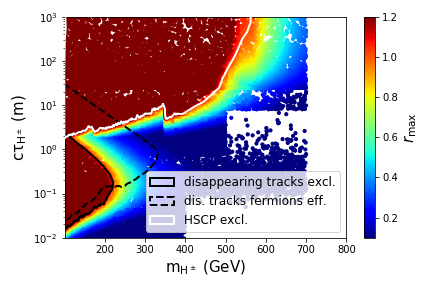 10³
10²
10¹
10⁰
10⁻¹
10⁻²
cτ_H± (m)
200 300 400 500 600 700 800
m_H± (GeV)
disappearing tracks excl.
dis. tracks fermions eff.
HSCP excl.
1.2
1.0
0.8
0.6
0.4
0.2
r_max